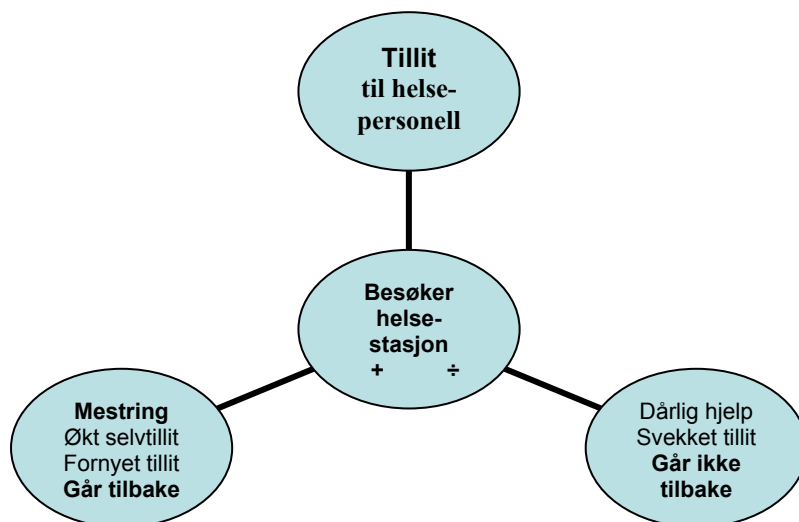 Tillit
til helse-
personell
Besøker
helse-
stasjon
+ ÷
Mestring
Økt selvtillit
Fornyet tillit
Går tilbake
Dårlig hjelp
Svekket tillit
Går ikke
tilbake